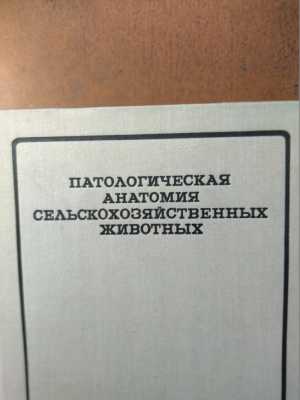 ПАТОЛОГИЧЕСКАЯ
АНАТОМИЯ
СЕЛЬСКОХОЗЯЙСТВЕННЫХ
ЖИВОТНЫХ